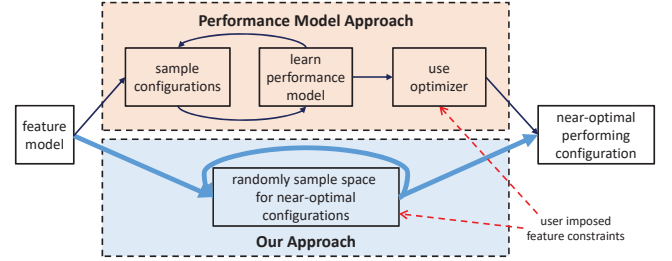 Performance Model Approach
sample
configurations
learn
performance
model
use
optimizer
feature
model
near-optimal
performing
configuration
randomly sample space
for near-optimal
configurations
user imposed
feature constraints
Our Approach